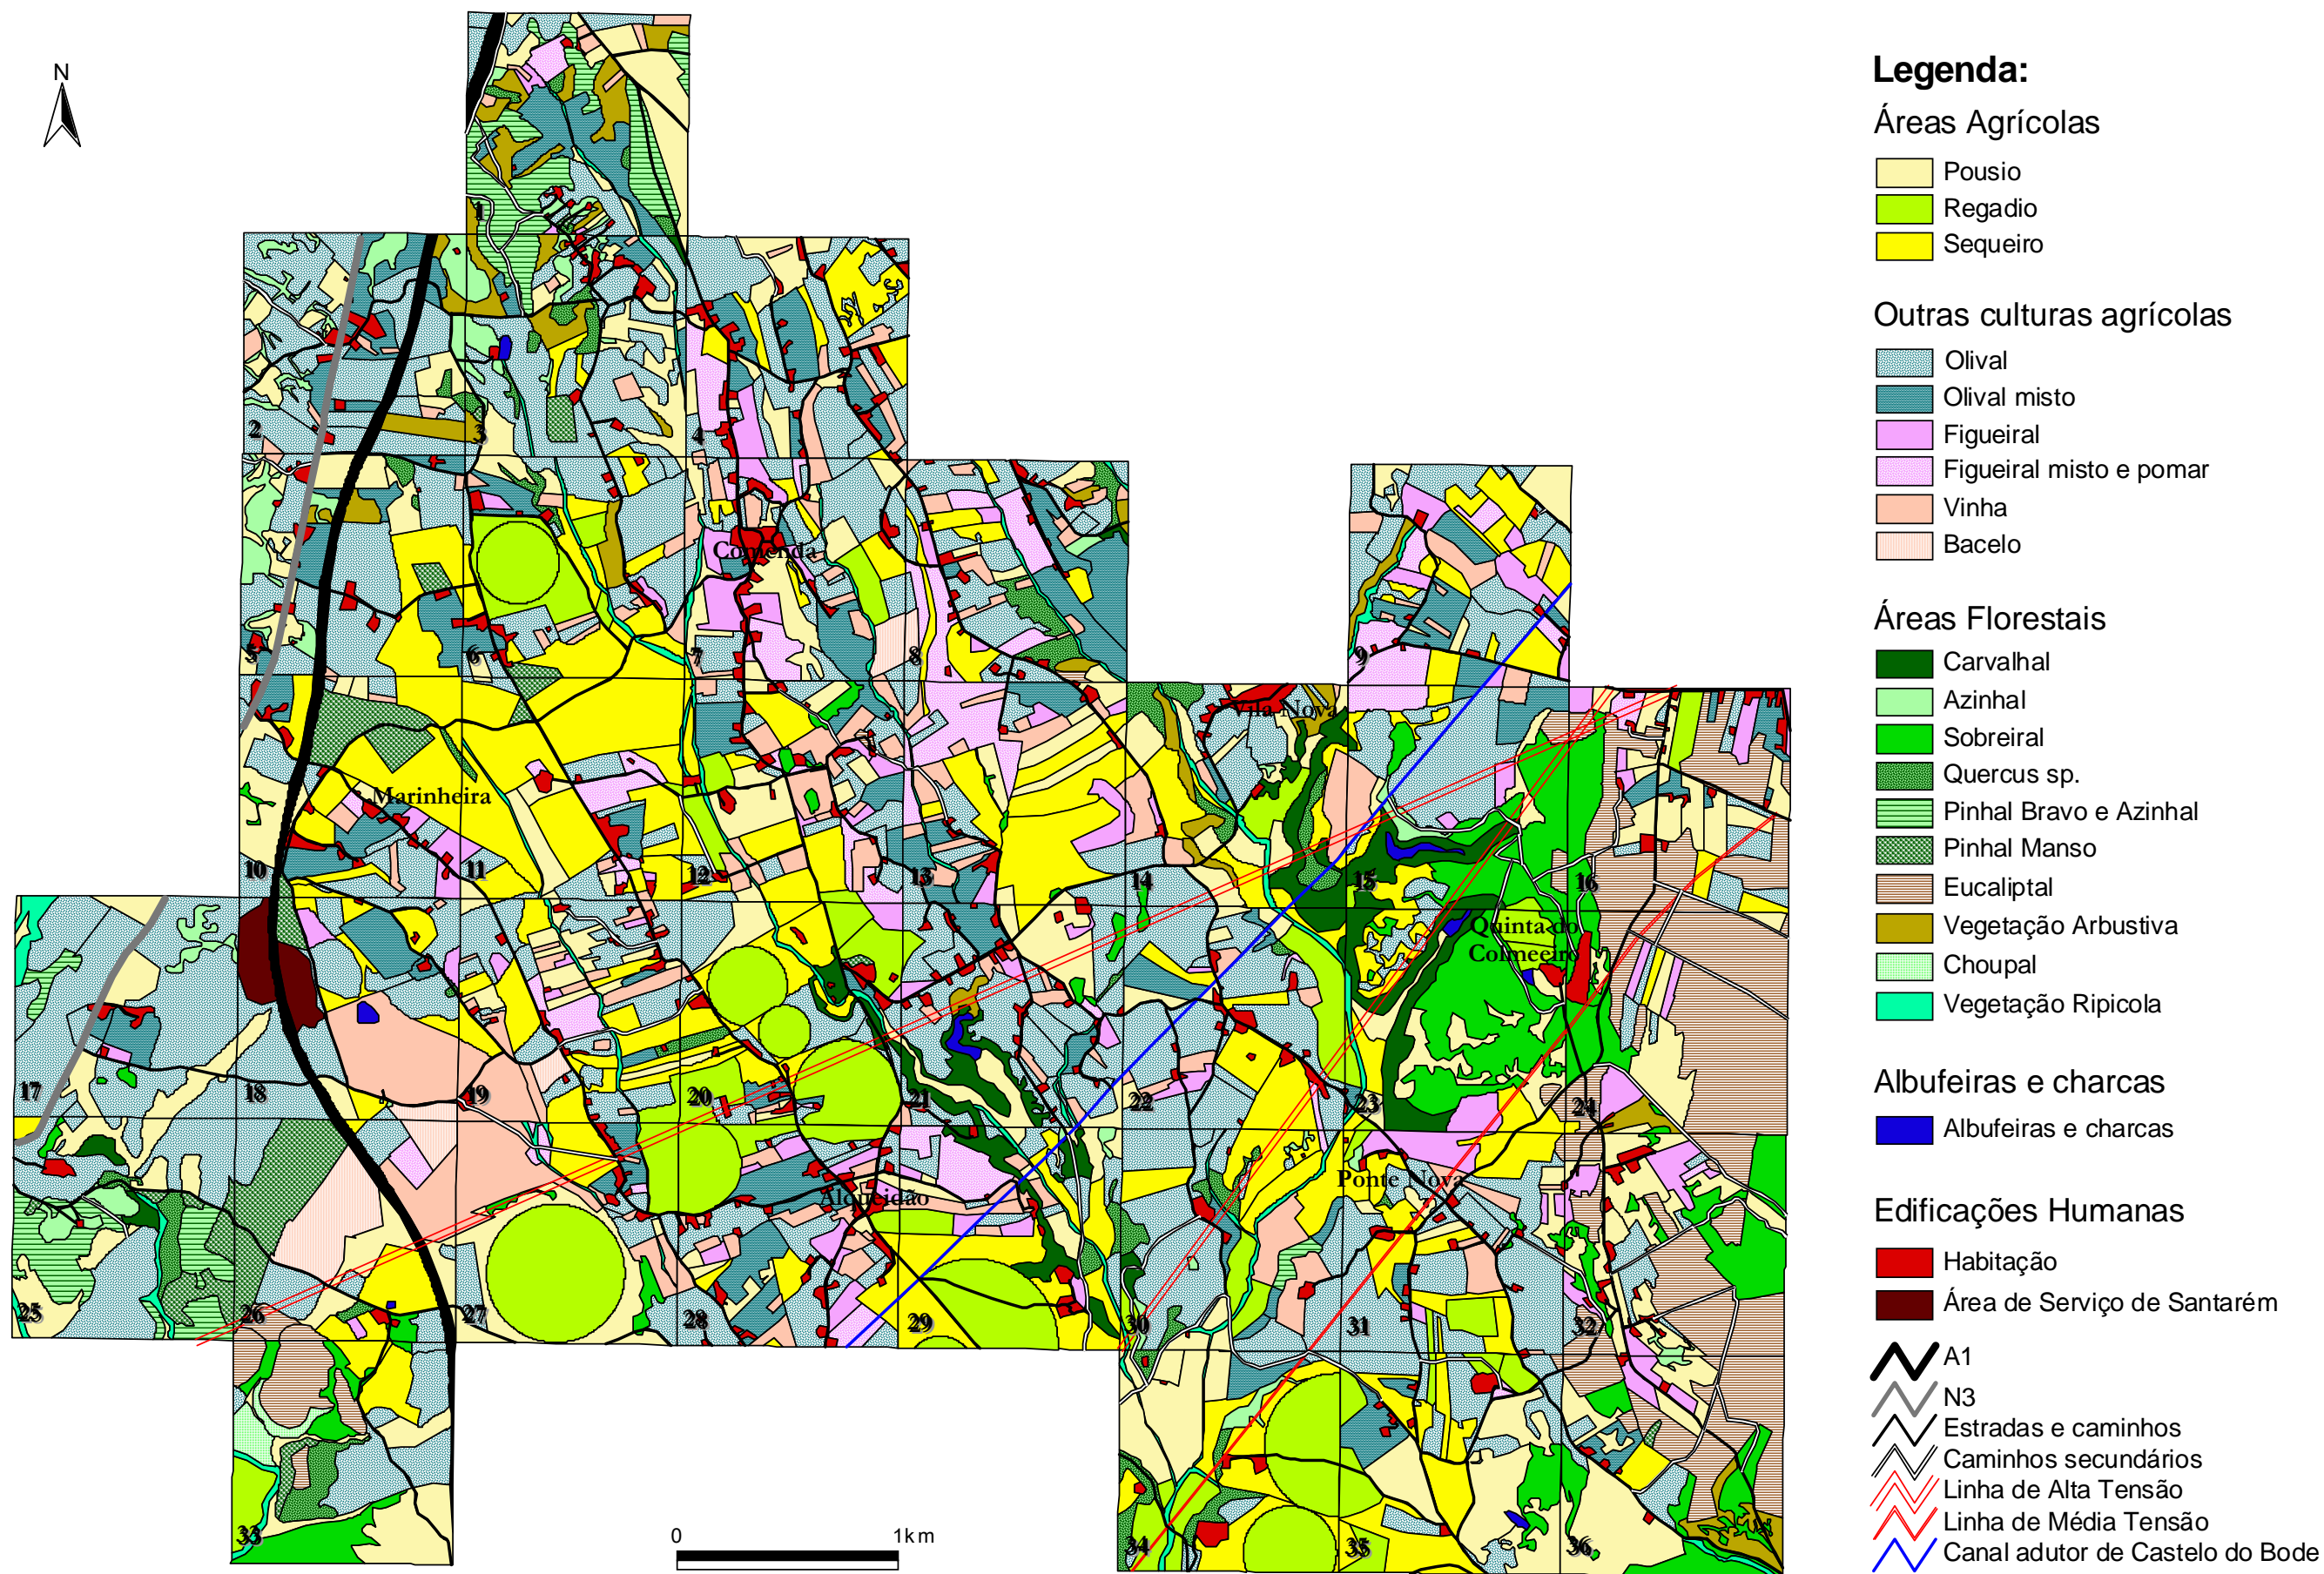 N
1
2
3
4
Comenda
5
6
7
8
9
Vila Nova
Marinheira
10
11
12
13
14
15
16
Quinta do
Colmeeiro
17
18
19
20
21
22
23
24
Ponte Nova
Alqueidão
25
26
27
28
29
30
31
32
33
34
35
36
0
1km
Legenda:
Áreas Agrícolas
Pousio
Regadio
Sequeiro
Outras culturas agrícolas
Olival
Olival misto
Figueiral
Figueiral misto e pomar
Vinha
Bacelo
Áreas Florestais
Carvalhal
Azinhal
Sobreiral
Quercus sp.
Pinhal Bravo e Azinhal
Pinhal Manso
Eucaliptal
Vegetação Arbustiva
Choupal
Vegetação Ripicola
Albufeiras e charcas
Albufeiras e charcas
Edificações Humanas
Habitação
Área de Serviço de Santarém
A1
N3
Estradas e caminhos
Caminhos secundários
Linha de Alta Tensão
Linha de Média Tensão
Canal adutor de Castelo do Bode